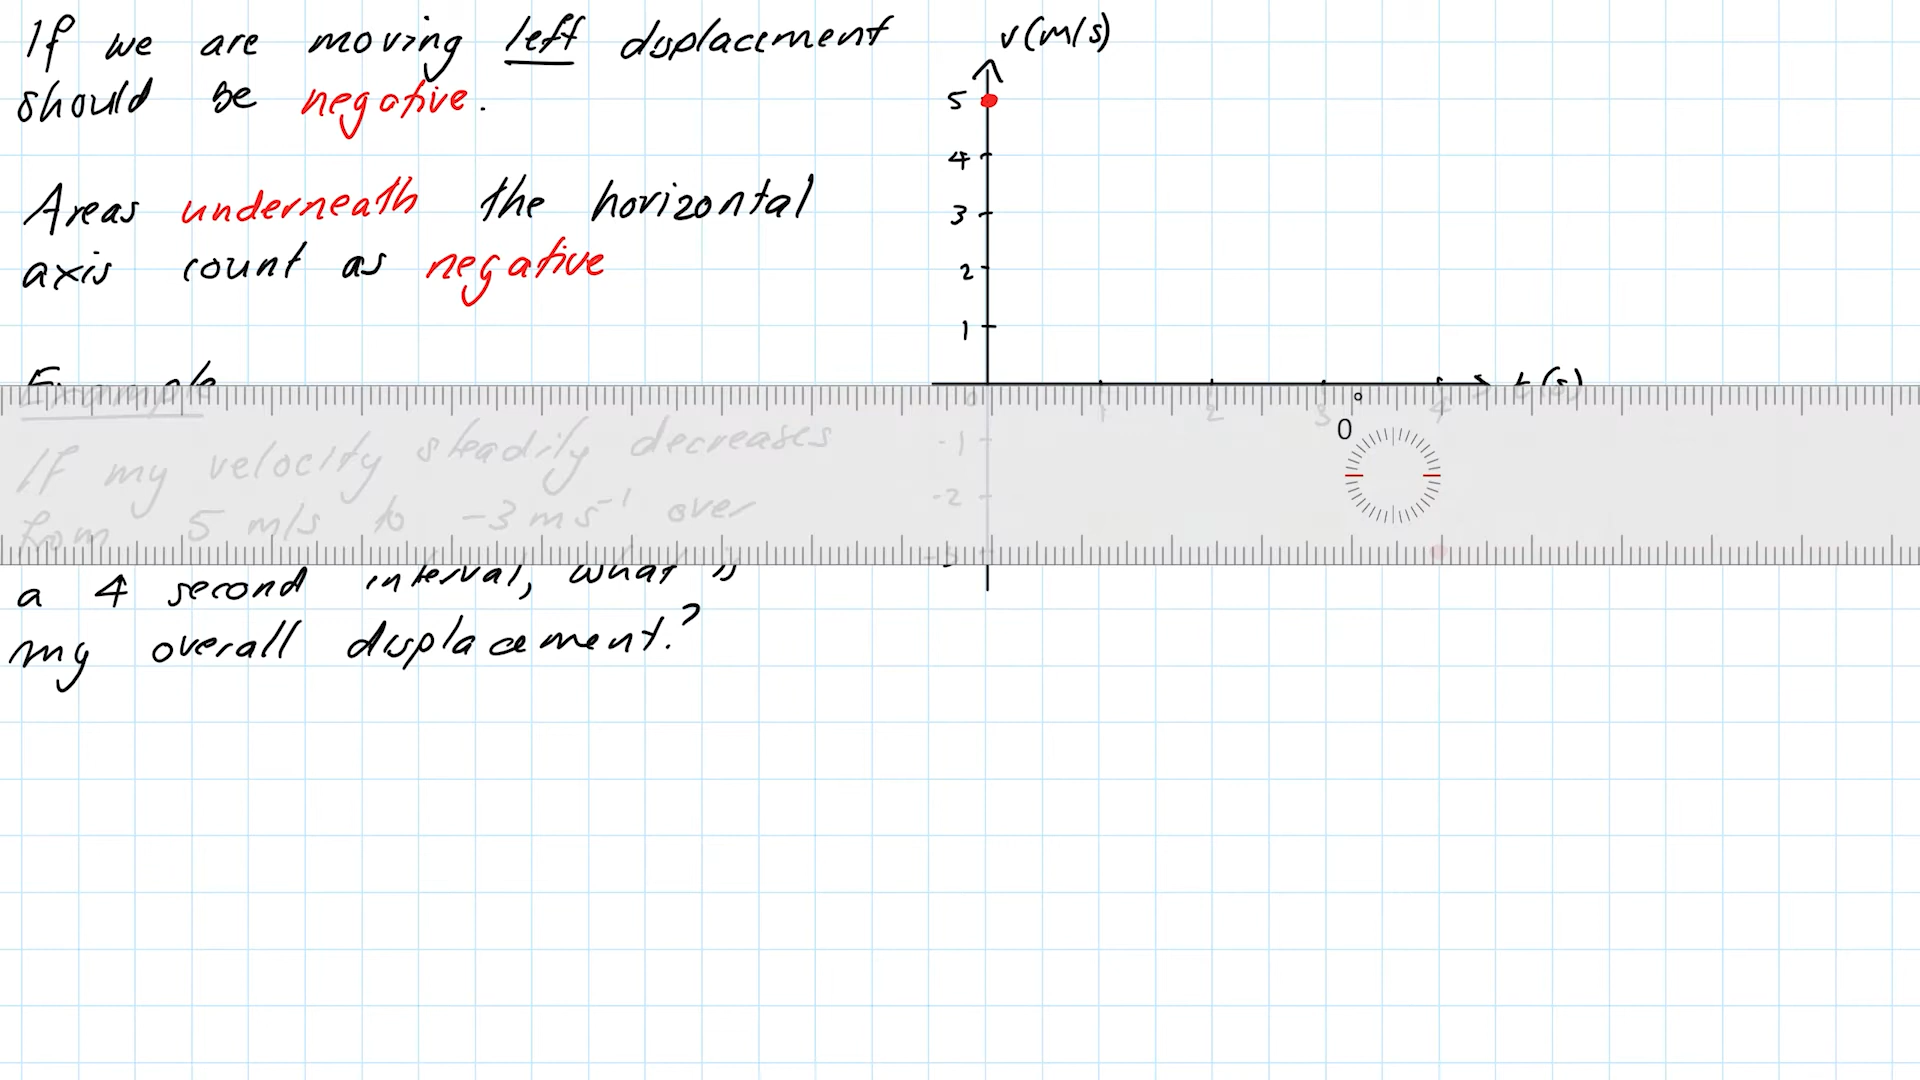 If we are moving left displacement
should be negative.
Areas underneath the horizontal
axis count as negative
Example
If my velocity steadily decreases
from 5 m/s to -3 ms⁻¹ over
a 4 second interval, what is
my overall displacement?
v(m/s)
5
4
3
2
1
0 1 2 3 4 t(s)
-1
-2
-3
0°